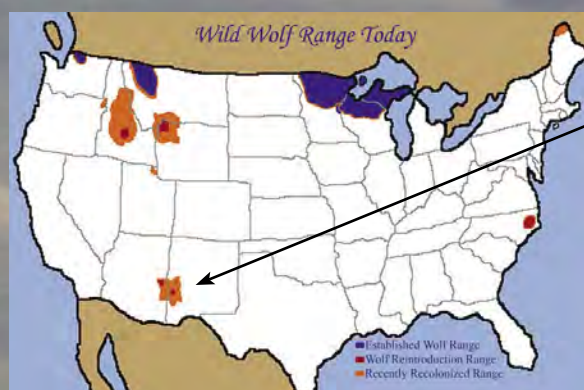 Wild Wolf Range Today
Established Wolf Range
Wolf Reintroduction Range
Recently Recolonized Range